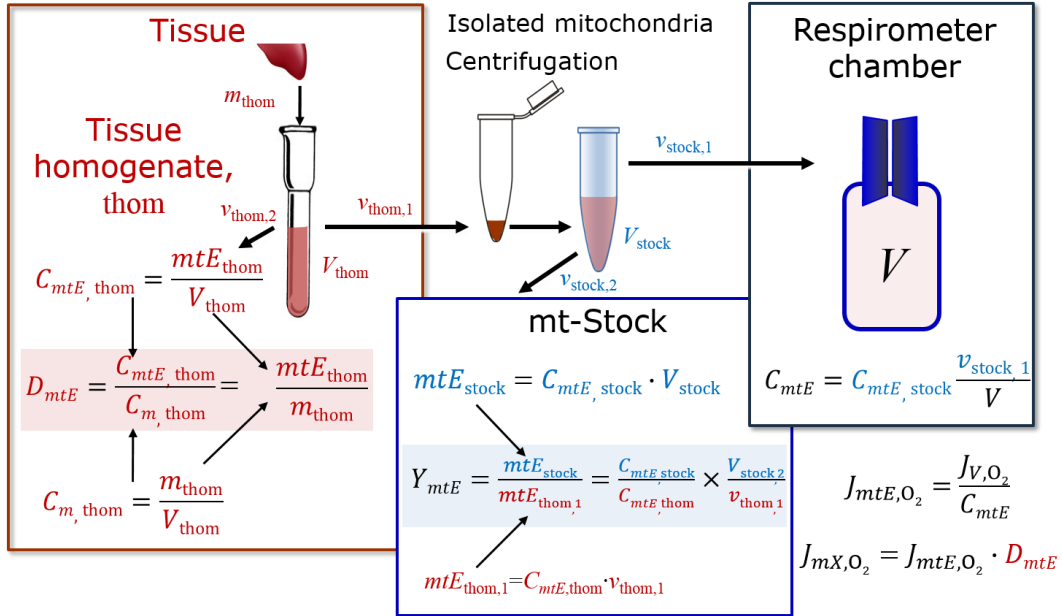 Tissue
m_thom
Tissue
homogenate,
thom
v_thom,2
v_thom,1
V_thom
C_mtE, thom = mtE_thom / V_thom
D_mtE = C_mtE, thom / C_m, thom = mtE_thom / m_thom
C_m, thom = m_thom / V_thom
Isolated mitochondria
Centrifugation
v_stock,1
V_stock
v_stock,2
mt-Stock
mtE_stock = C_mtE, stock · V_stock
Y_mtE = mtE_stock / mtE_thom,1 = C_mtE,stock / C_mtE,thom × V_stock,2 / v_thom,1
mtE_thom,1=C_mtE,thom·v_thom,1
Respirometer
chamber
V
C_mtE = C_mtE, stock v_stock, 1 / V
J_mtE,O₂ = J_V,O₂ / C_mtE
J_mX,O₂ = J_mtE,O₂ · D_mtE